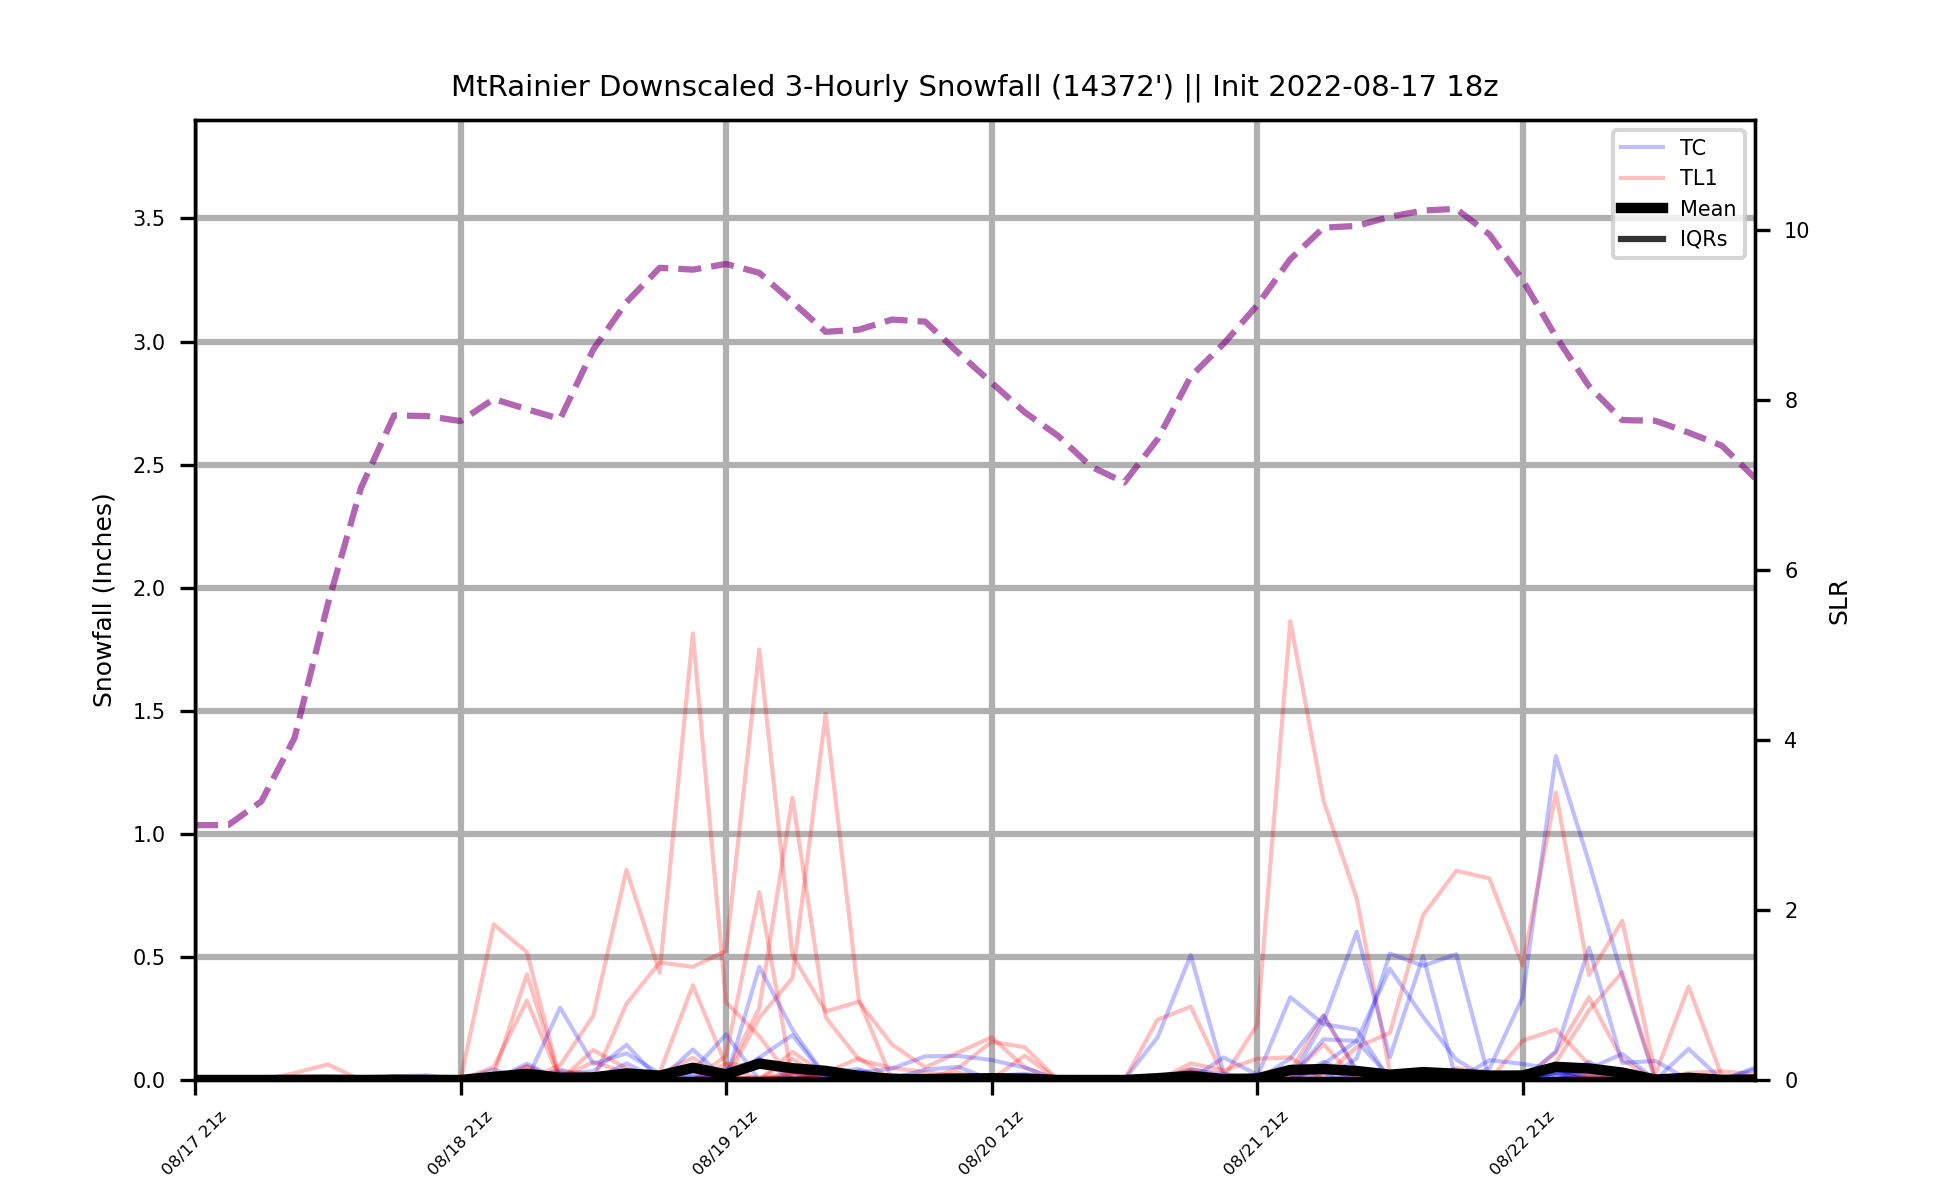 MtRainier Downscaled 3-Hourly Snowfall (14372') || Init 2022-08-17 18z
TC
TL1
Mean
IQRs
Snowfall (Inches)
3.5
3.0
2.5
2.0
1.5
1.0
0.5
0.0
10
8
6
4
2
0
SLR
08/17 21z
08/18 21z
08/19 21z
08/20 21z
08/21 21z
08/22 21z